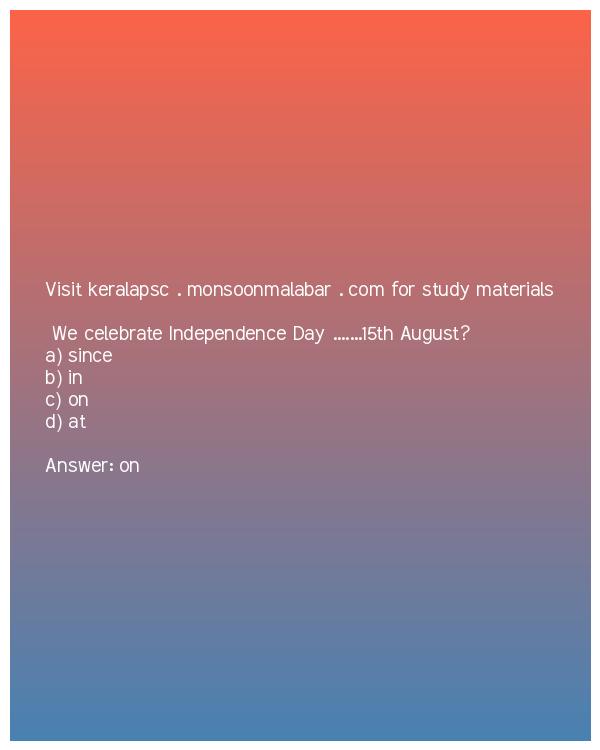 Visit keralapsc . monsoonmalabar . com for study materials
We celebrate Independence Day .......15th August?
a) since
b) in
c) on
d) at
Answer: on